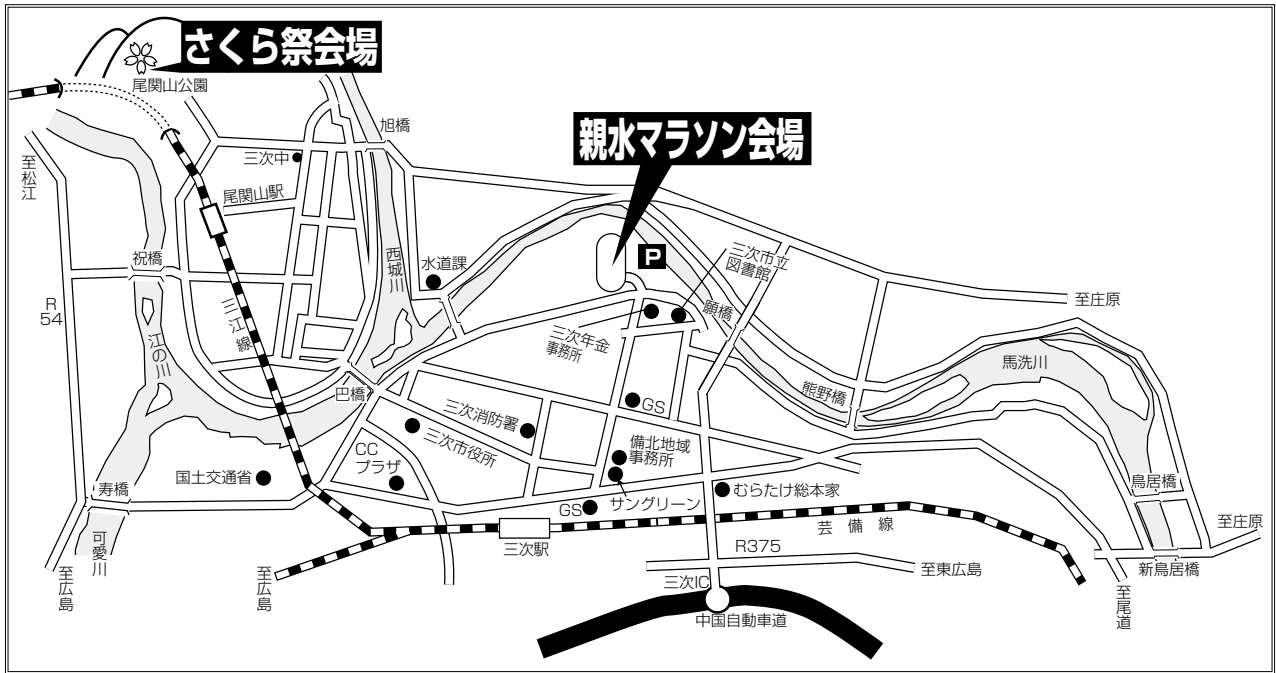 さくら祭会場
尾関山公園
旭橋
親水マラソン会場
至松江
三次中
尾関山駅
祝橋
西城川
水道課
P
三次市立
図書館
R
54
江の川
三江線
三次年金
事務所
願橋
至庄原
馬洗川
巴橋
熊野橋
三次消防署
GS
三次市役所
CC
プラザ
備北地域
事務所
国土交通省
寿橋
サングリーン
むらたけ総本家
鳥居橋
GS
可愛川
三次駅
芸備線
至庄原
R375
至広島
至広島
三次IC
至東広島
新鳥居橋
中国自動車道
至尾道